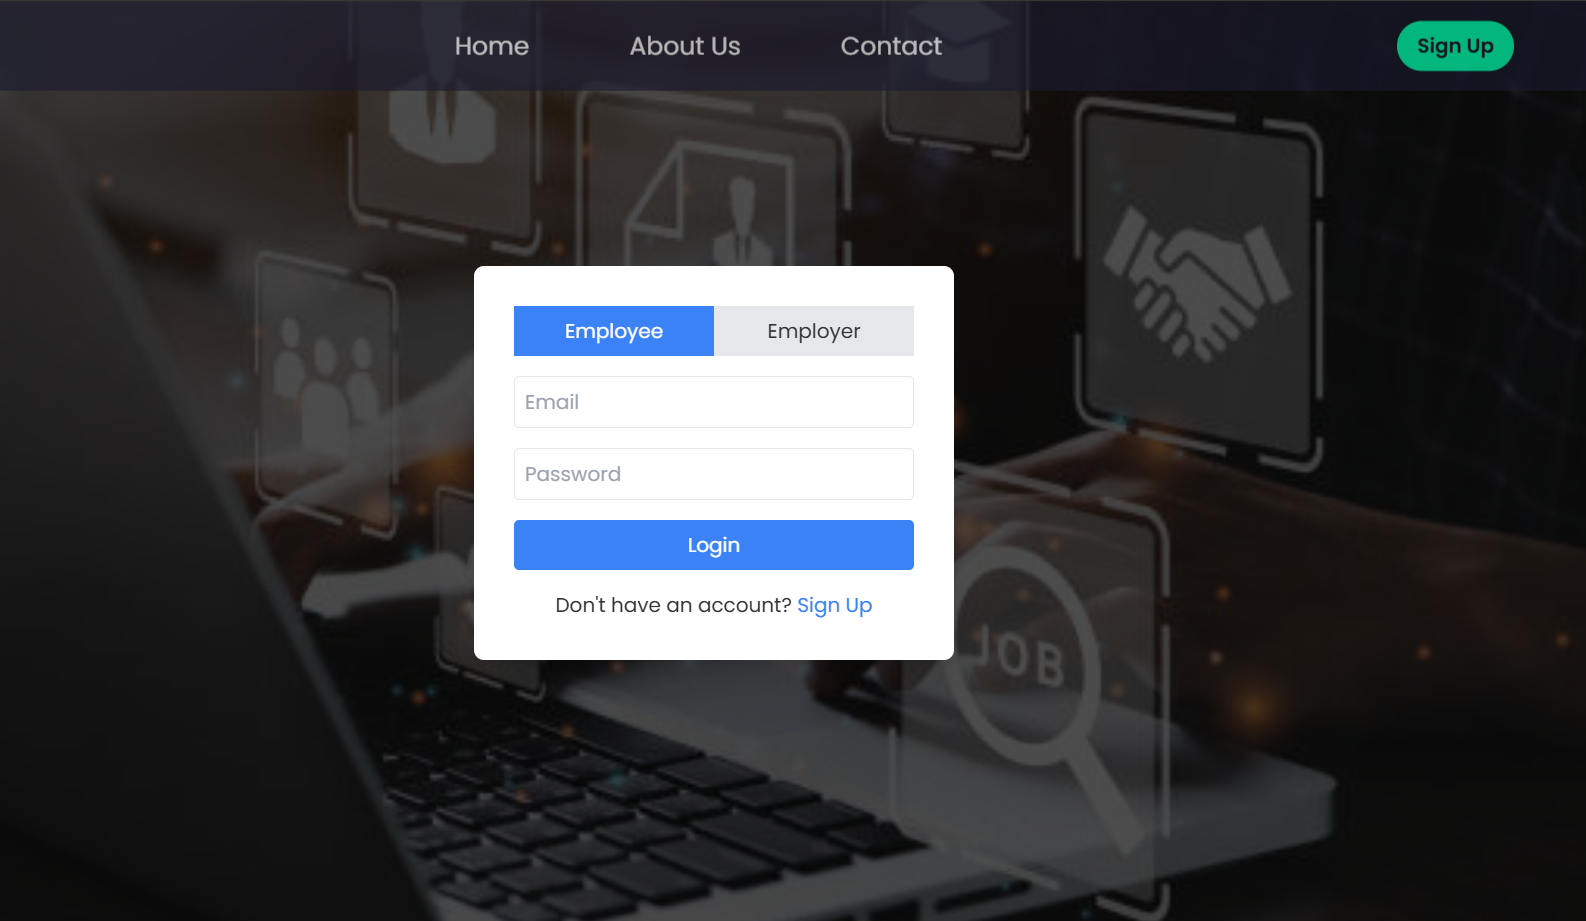 Home About Us Contact Sign Up
Employee Employer
Email
Password
Login
Don't have an account? Sign Up
JOB